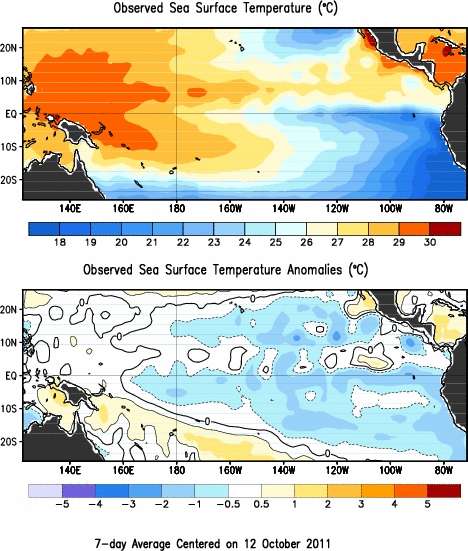 Observed Sea Surface Temperature (°C)
20N
10N
EQ
10S
20S
140E 160E 180 160W 140W 120W 100W 80W
18 19 20 21 22 23 24 25 26 27 28 29 30
Observed Sea Surface Temperature Anomalies (°C)
20N
10N
EQ
10S
20S
140E 160E 180 160W 140W 120W 100W 80W
-5 -4 -3 -2 -1 -0.5 0.5 1 2 3 4 5
7-day Average Centered on 12 October 2011